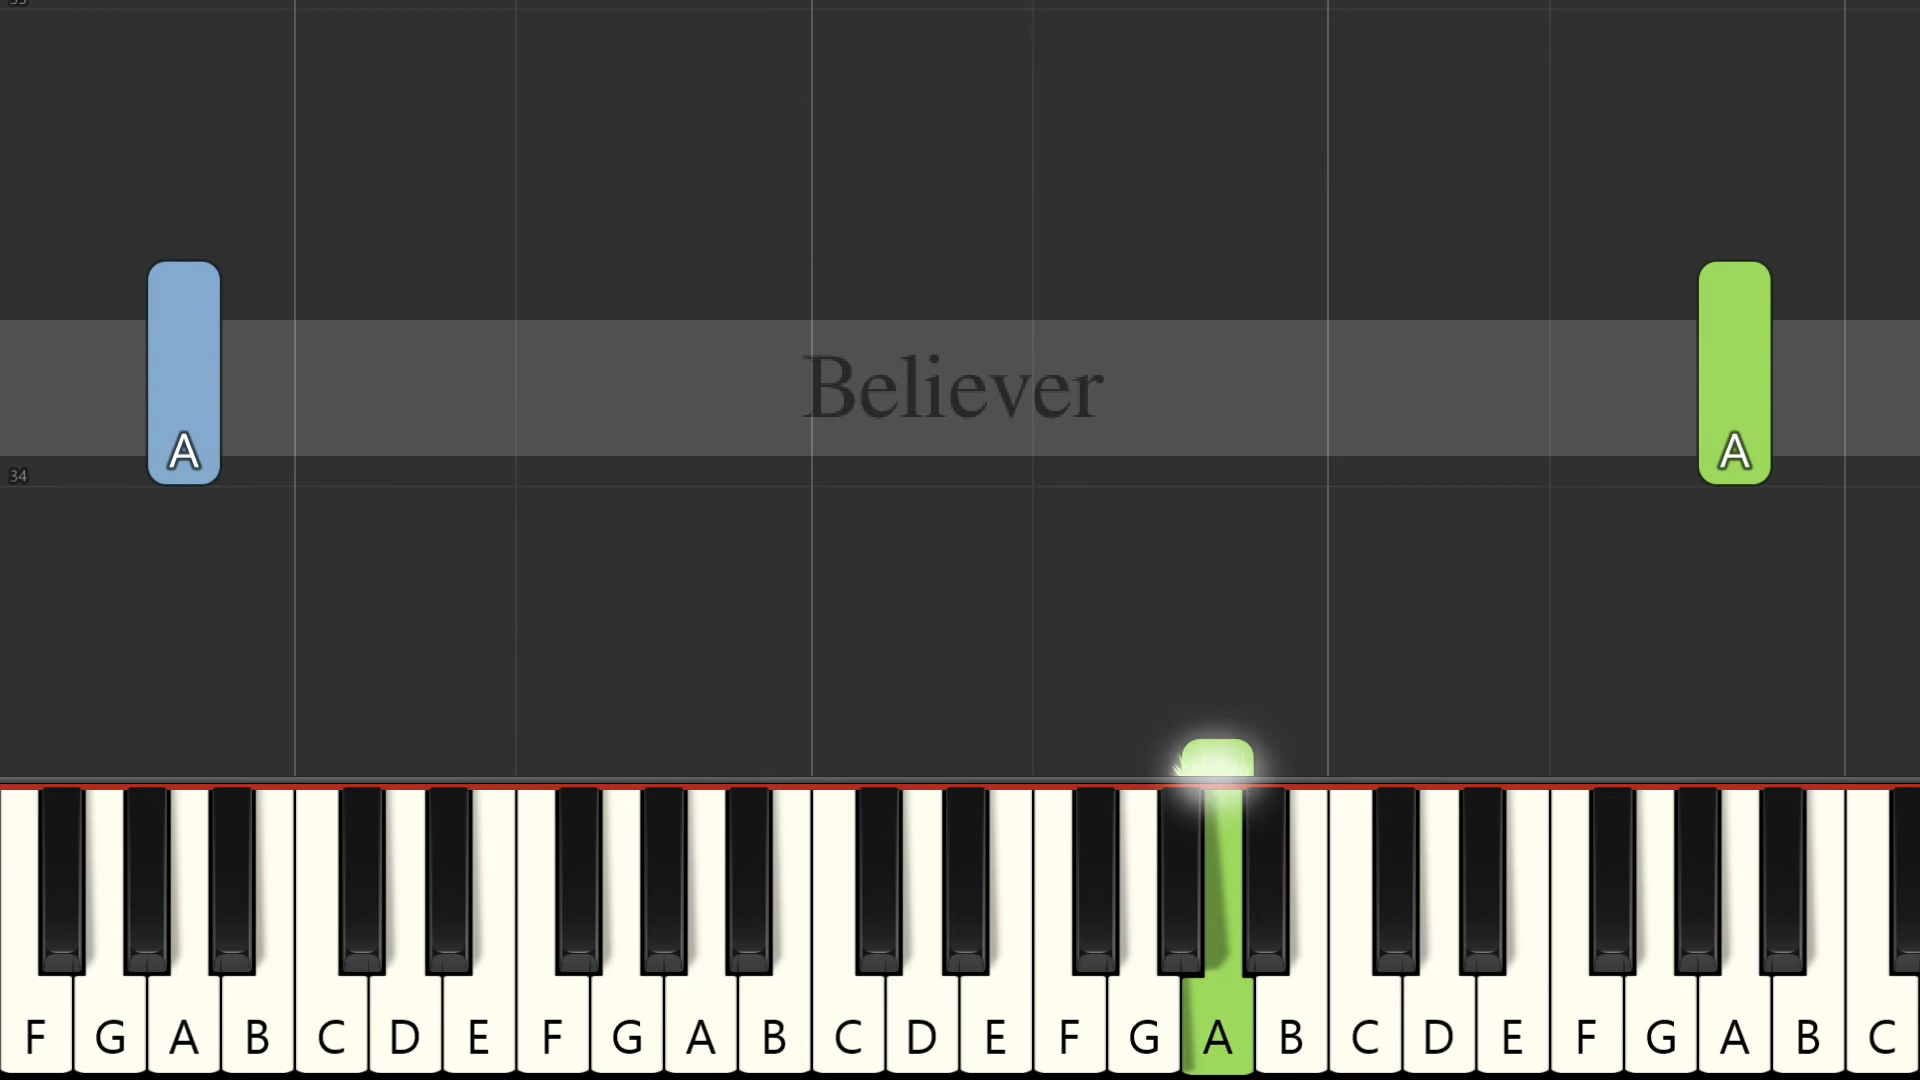 Believer
A A
34
F G A B C D E F G A B C D E F G A B C D E F G A B C